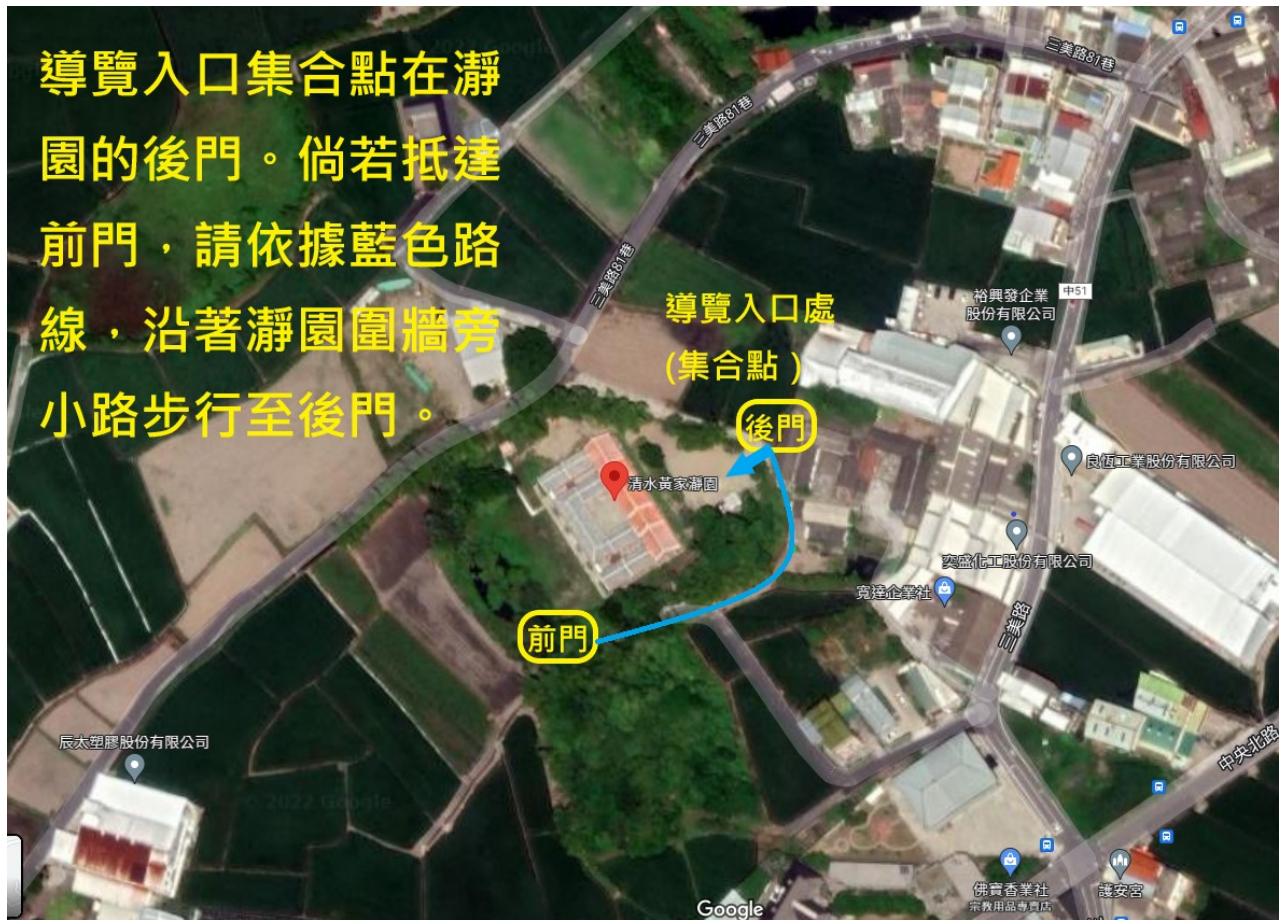 導覽入口集合點在瀞
園的後門。倘若抵達
前門，請依據藍色路
線，沿著瀞園圍牆旁
小路步行至後門。
三美路81巷
三美路81巷
三美路81巷
導覽入口處
(集合點）
後門
裕興發企業
股份有限公司
中51
良恆工業股份有限公司
清水黃家瀞園
奕盛化工股份有限公司
寬達企業社
三美路
前門
辰太塑膠股份有限公司
中央北路
佛寶香業社
宗教用品專賣店
護安宮
© 2022 Google
Google